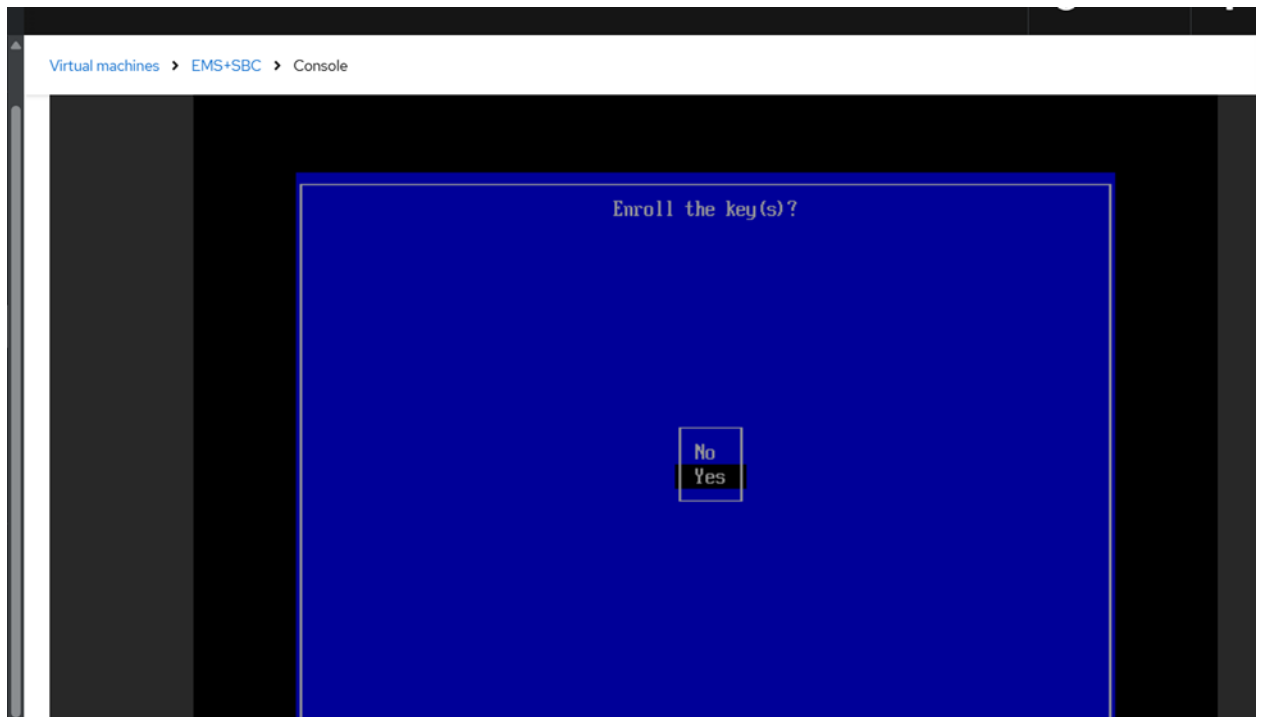 Virtual machines > EMS+SBC > Console
Enroll the key(s)?
No
Yes